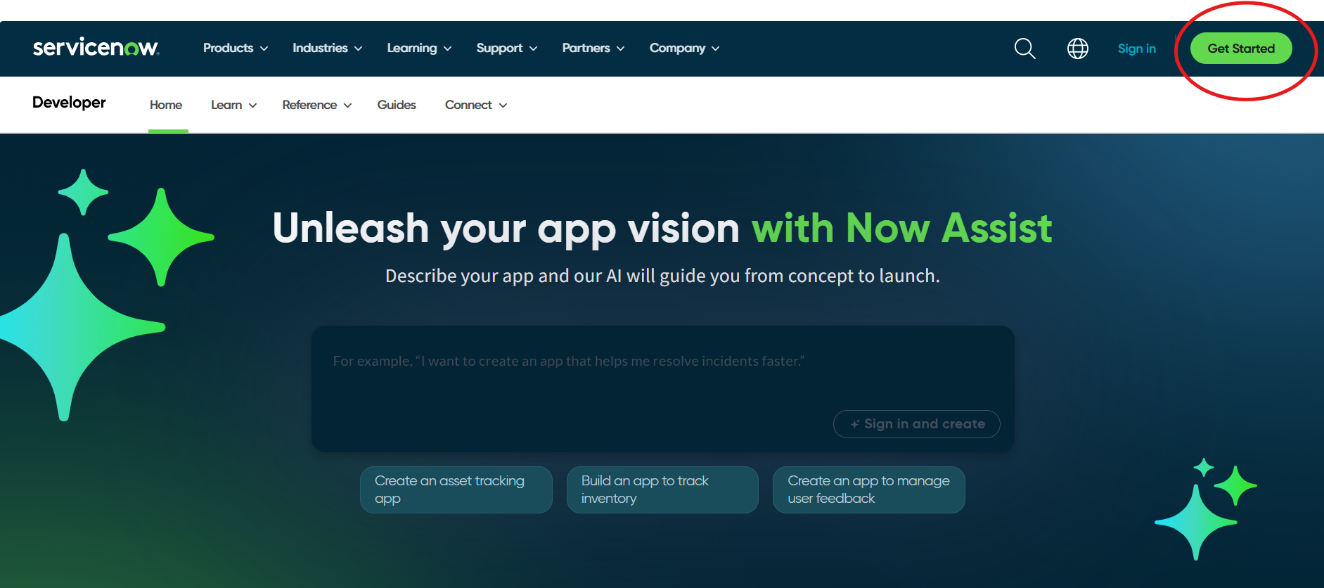 servicenow Products Industries Learning Support Partners Company Sign in Get Started
Developer Home Learn Reference Guides Connect
Unleash your app vision with Now Assist
Describe your app and our AI will guide you from concept to launch.
For example, “I want to create an app that helps me resolve incidents faster.”
Sign in and create
Create an asset tracking
app
Build an app to track
inventory
Create an app to manage
user feedback